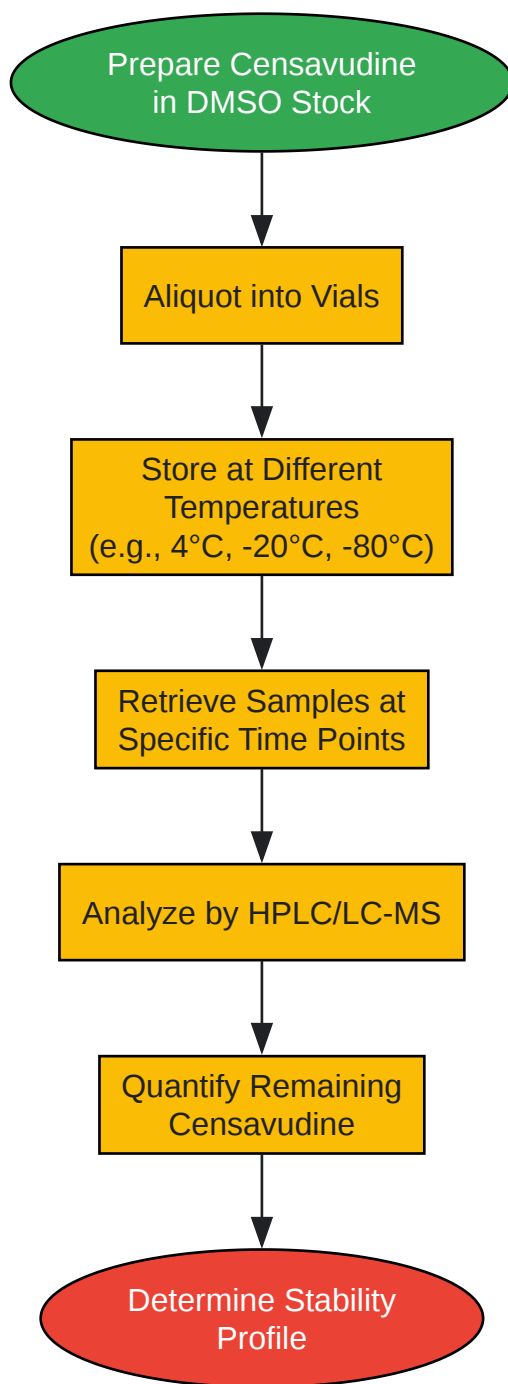 Prepare Censavudine
in DMSO Stock
Aliquot into Vials
Store at Different
Temperatures
(e.g., 4°C, -20°C, -80°C)
Retrieve Samples at
Specific Time Points
Analyze by HPLC/LC-MS
Quantify Remaining
Censavudine
Determine Stability
Profile